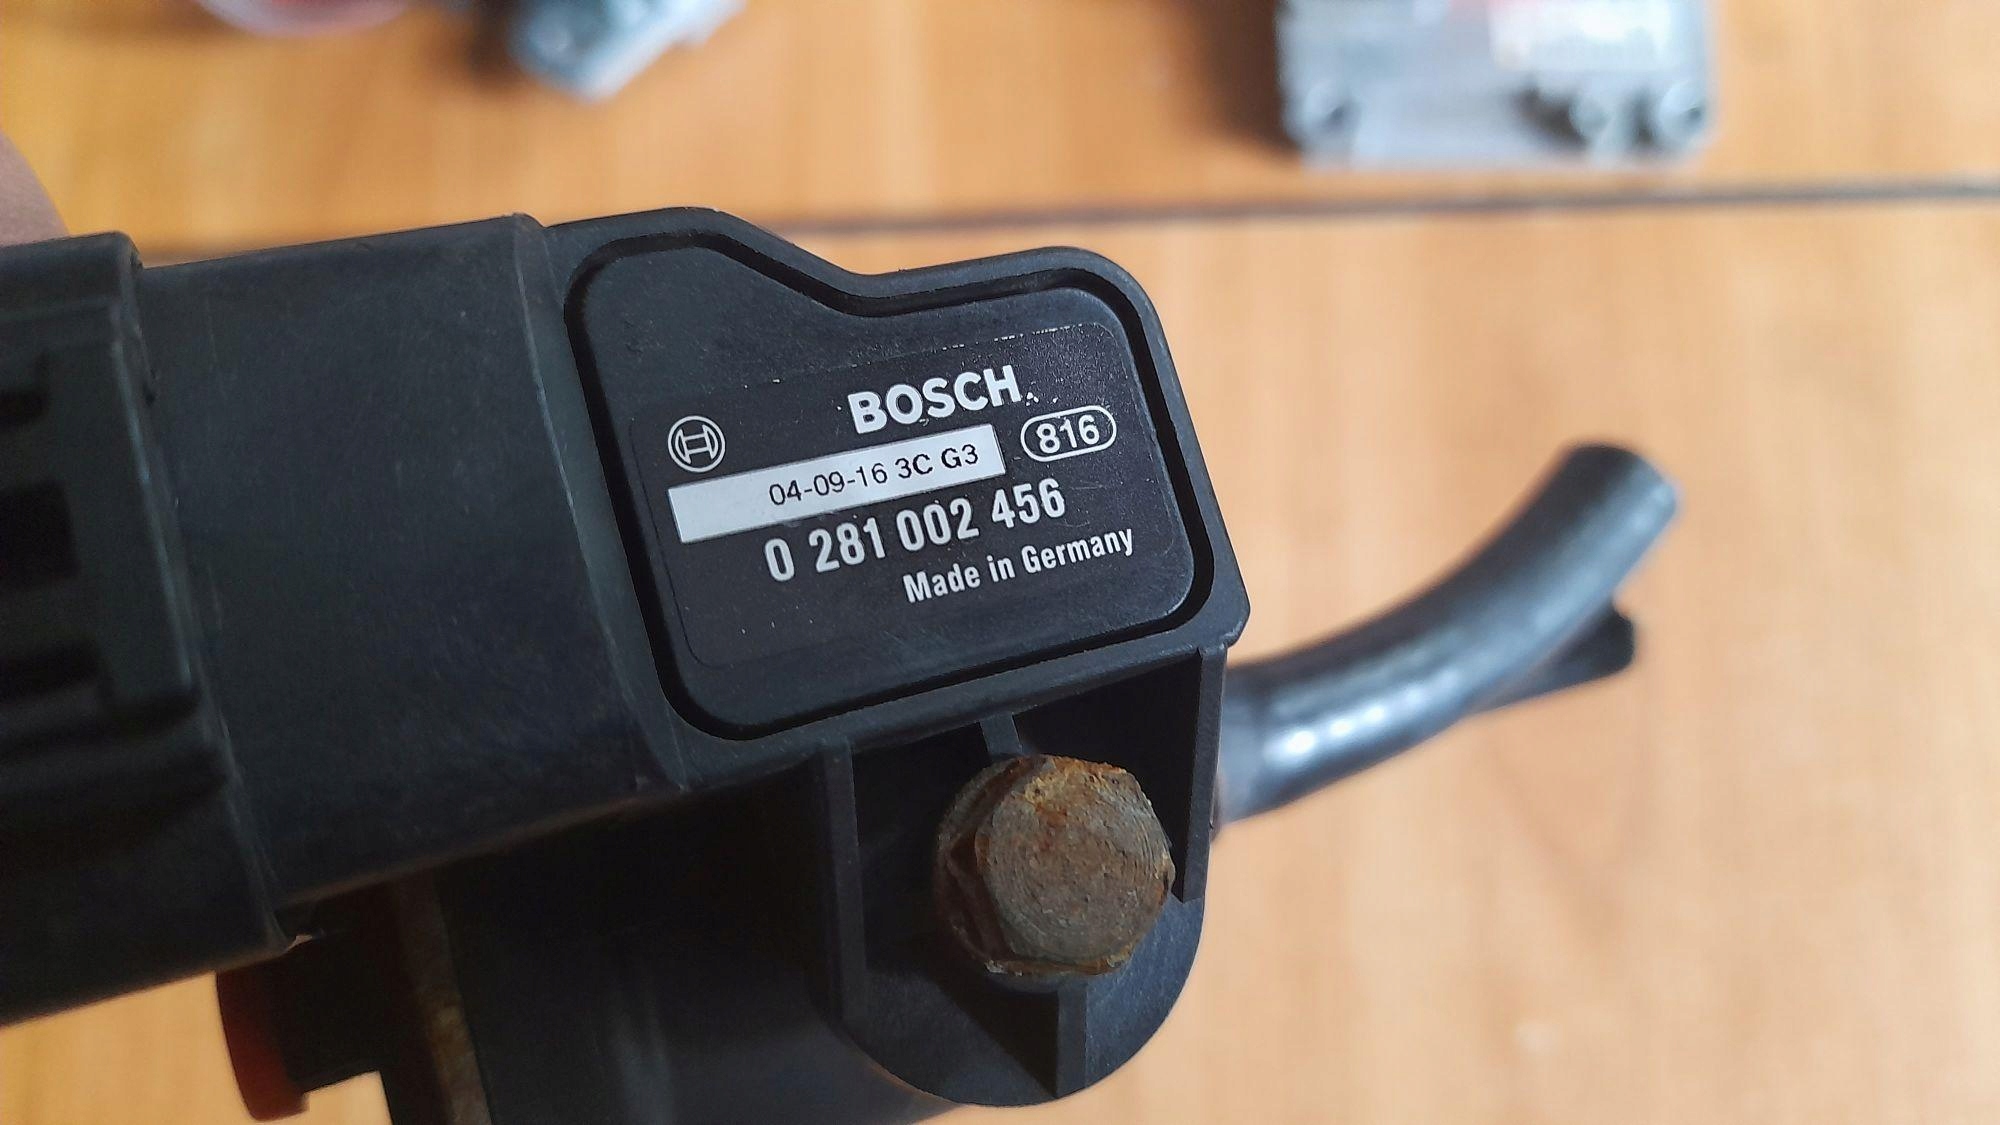 BOSCH
04-09-16 3C G3 816
0 281 002 456
Made in Germany